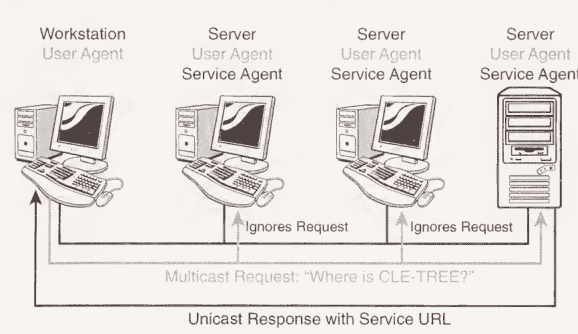 Workstation
User Agent
Server
User Agent
Service Agent
Server
User Agent
Service Agent
Server
User Agent
Service Agent
Ignores Request
Ignores Request
Multicast Request: "Where is CLE-TREE?"
Unicast Response with Service URL